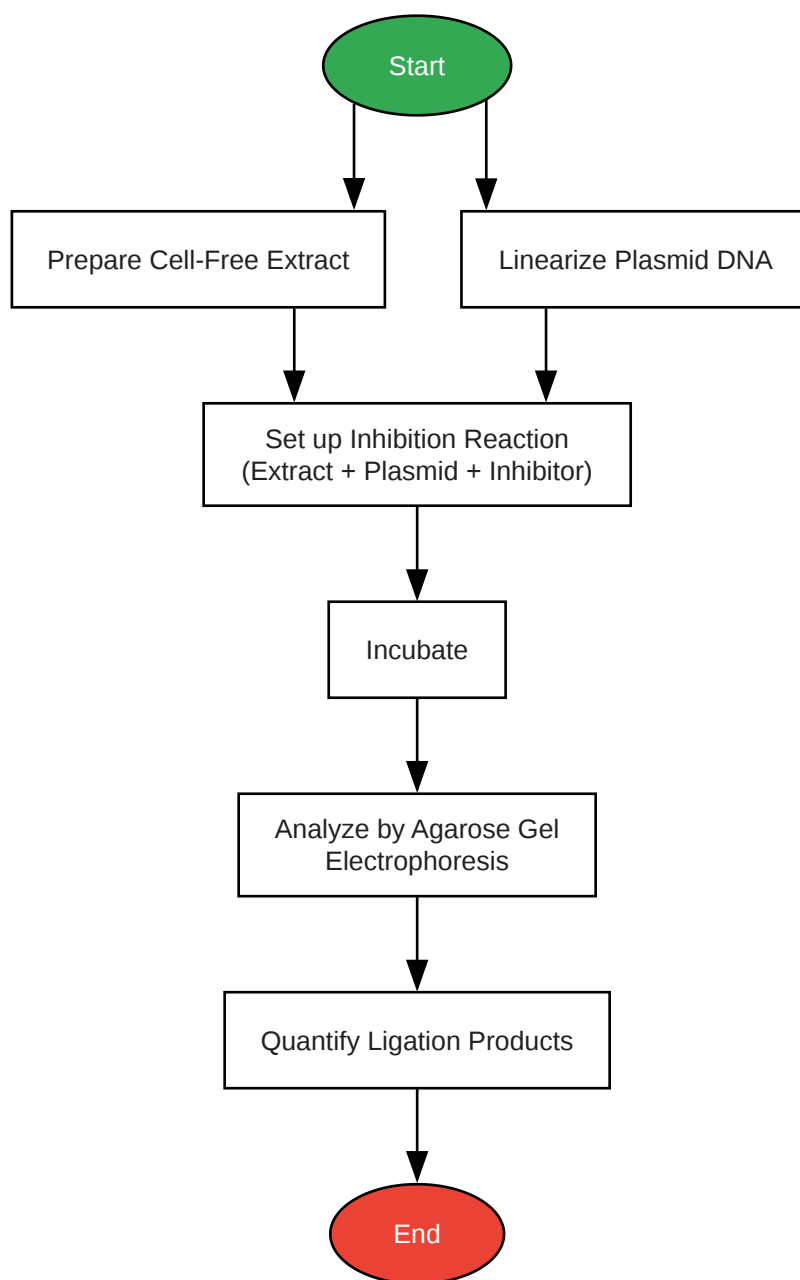 Start
Prepare Cell-Free Extract
Linearize Plasmid DNA
Set up Inhibition Reaction
(Extract + Plasmid + Inhibitor)
Incubate
Analyze by Agarose Gel
Electrophoresis
Quantify Ligation Products
End